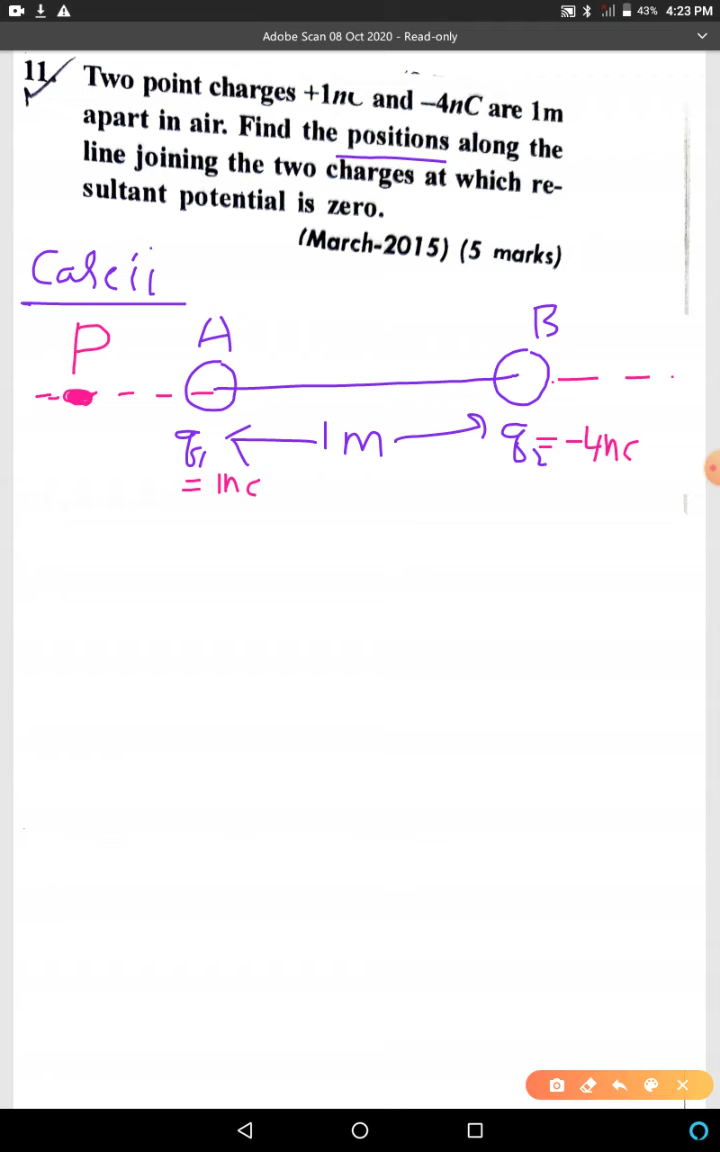 43% 4:23 PM
Adobe Scan 08 Oct 2020 - Read-only
11. Two point charges +1nc and –4nC are 1m
apart in air. Find the positions along the
line joining the two charges at which re-
sultant potential is zero.
(March-2015) (5 marks)
Case ii
P A B
q1 1m q2 = -4nc
= 1nc